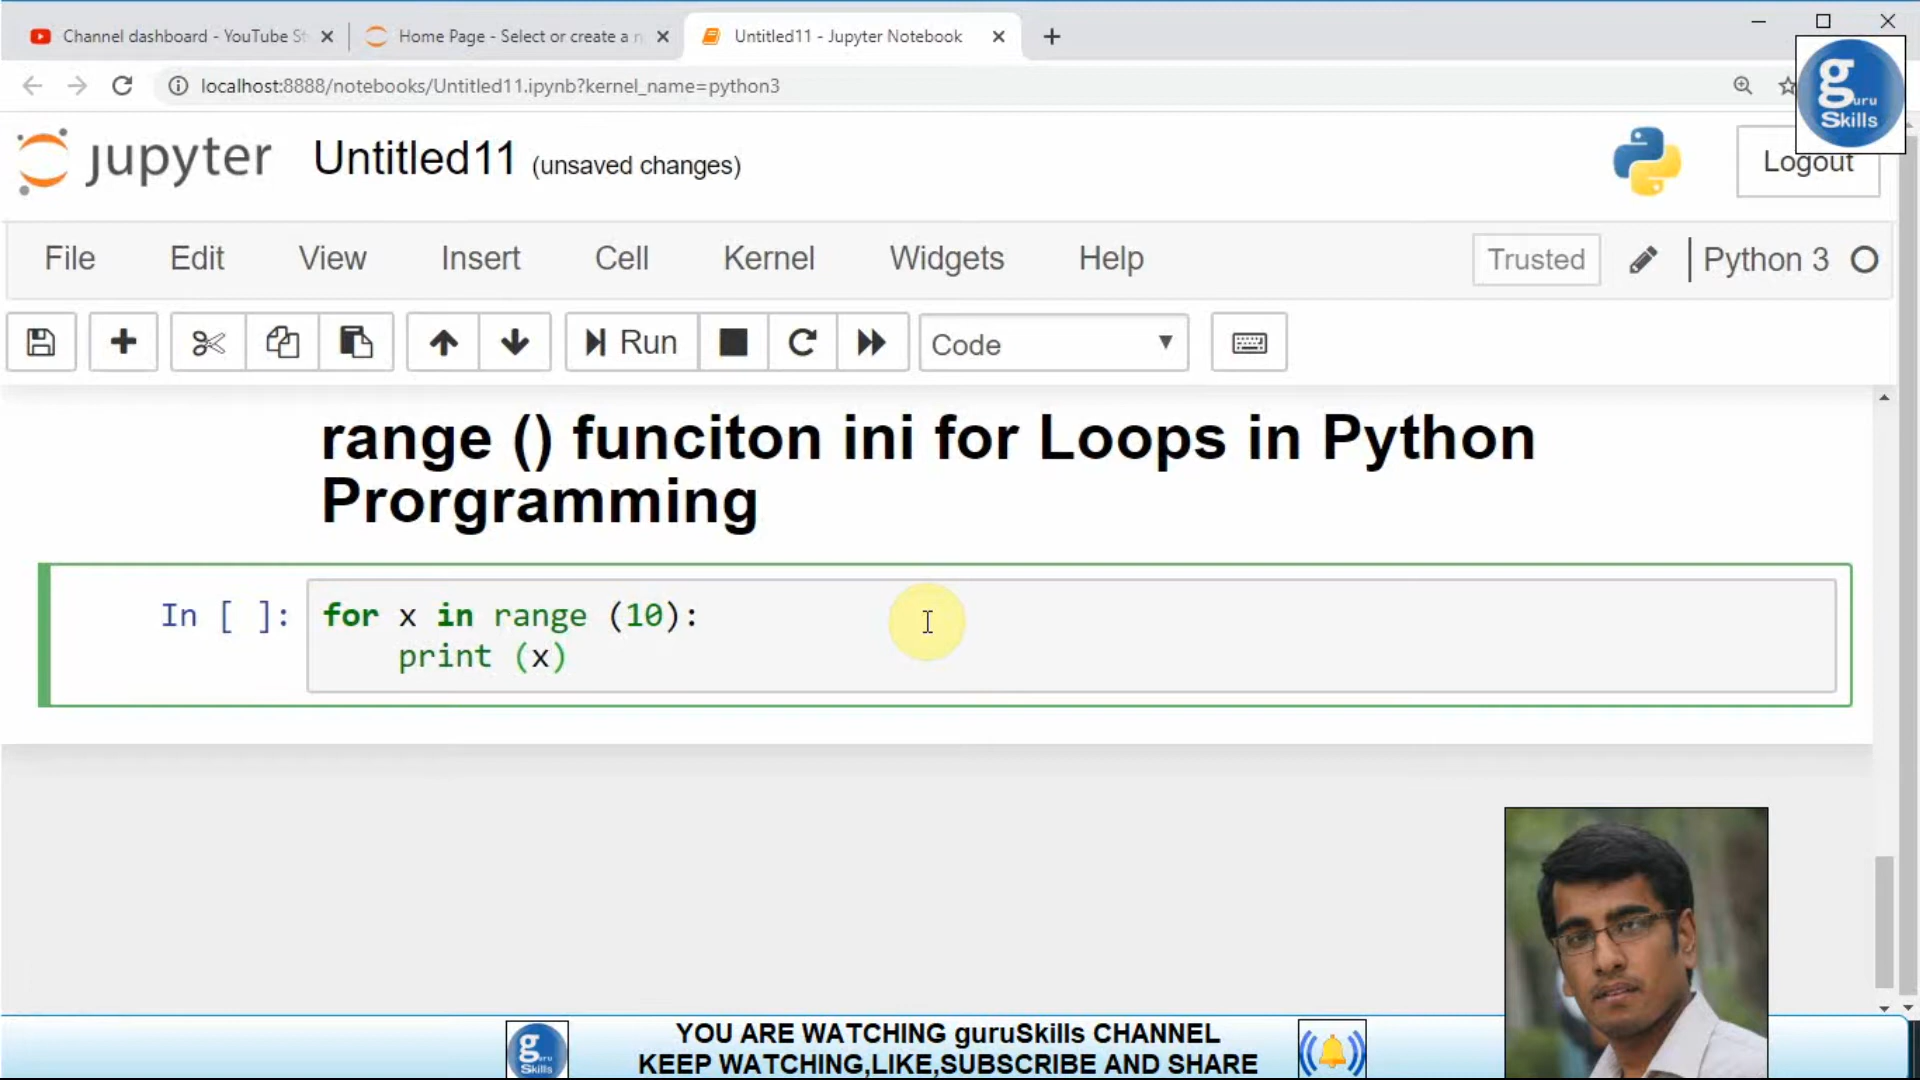 Channel dashboard - YouTube St
Home Page - Select or create a n
Untitled11 - Jupyter Notebook
localhost:8888/notebooks/Untitled11.ipynb?kernel_name=python3
g
uru
Skills
jupyter
Untitled11 (unsaved changes)
Logout
File Edit View Insert Cell Kernel Widgets Help
Trusted
Python 3
Run
Code
range () funciton ini for Loops in Python
Prorgramming
In [ ]:
for x in range (10):
print (x)
g
uru
Skills
YOU ARE WATCHING guruSkills CHANNEL
KEEP WATCHING,LIKE,SUBSCRIBE AND SHARE